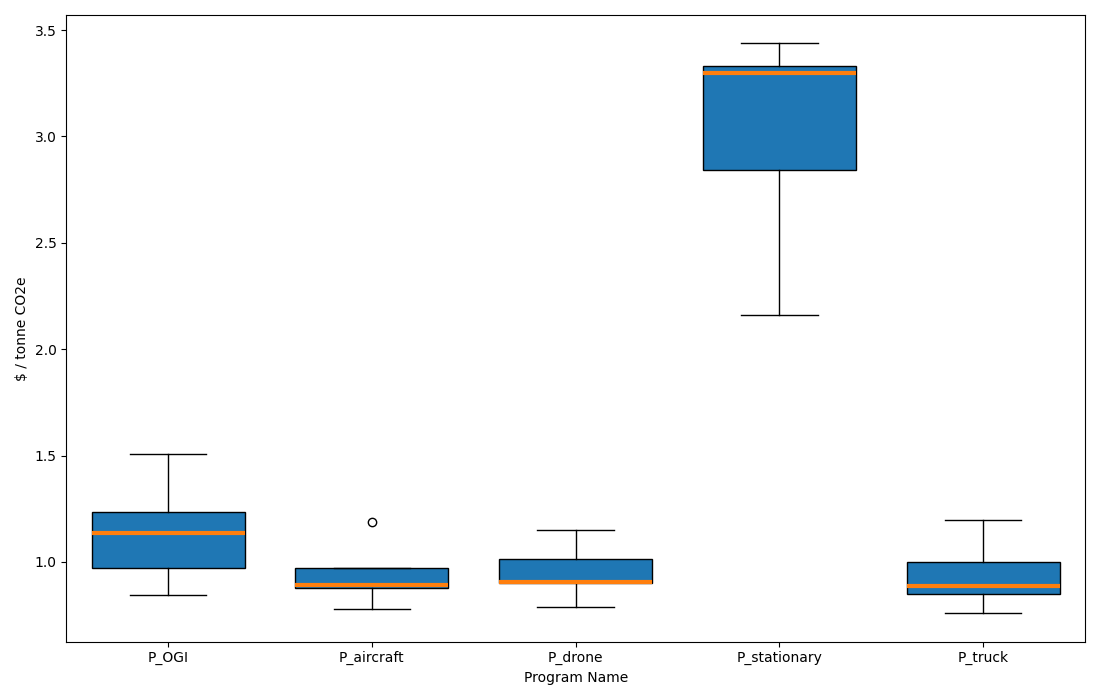 $ / tonne CO2e
3.5
3.0
2.5
2.0
1.5
1.0
P_OGI P_aircraft P_drone P_stationary P_truck
Program Name